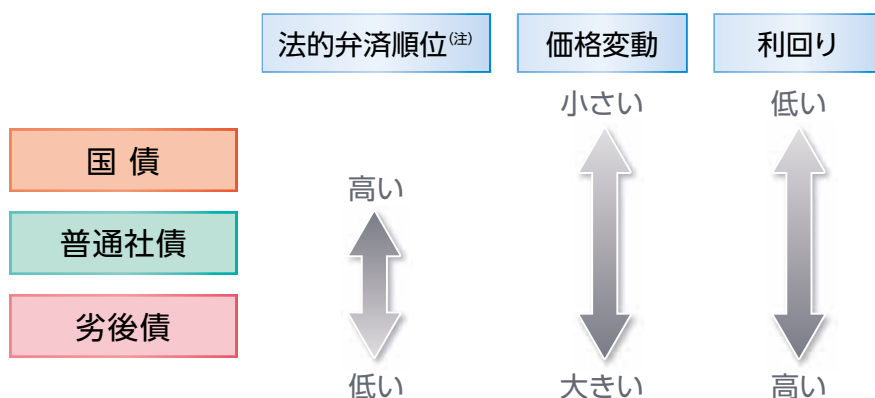 法的弁済順位(注) 価格変動 利回り
小さい 低い
国債
高い
普通社債
劣後債
低い 大きい 高い